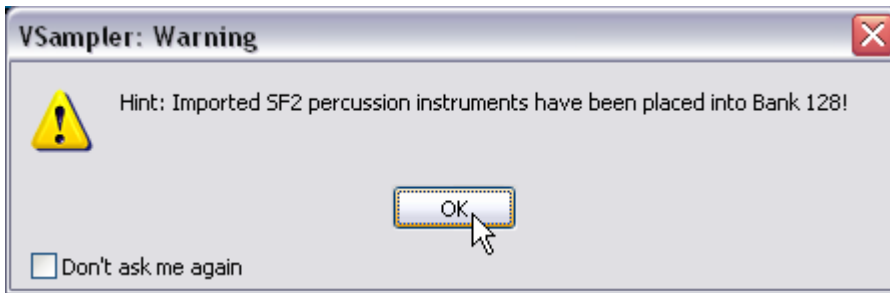 VSampler: Warning
Hint: Imported SF2 percussion instruments have been placed into Bank 128!
OK
Don't ask me again